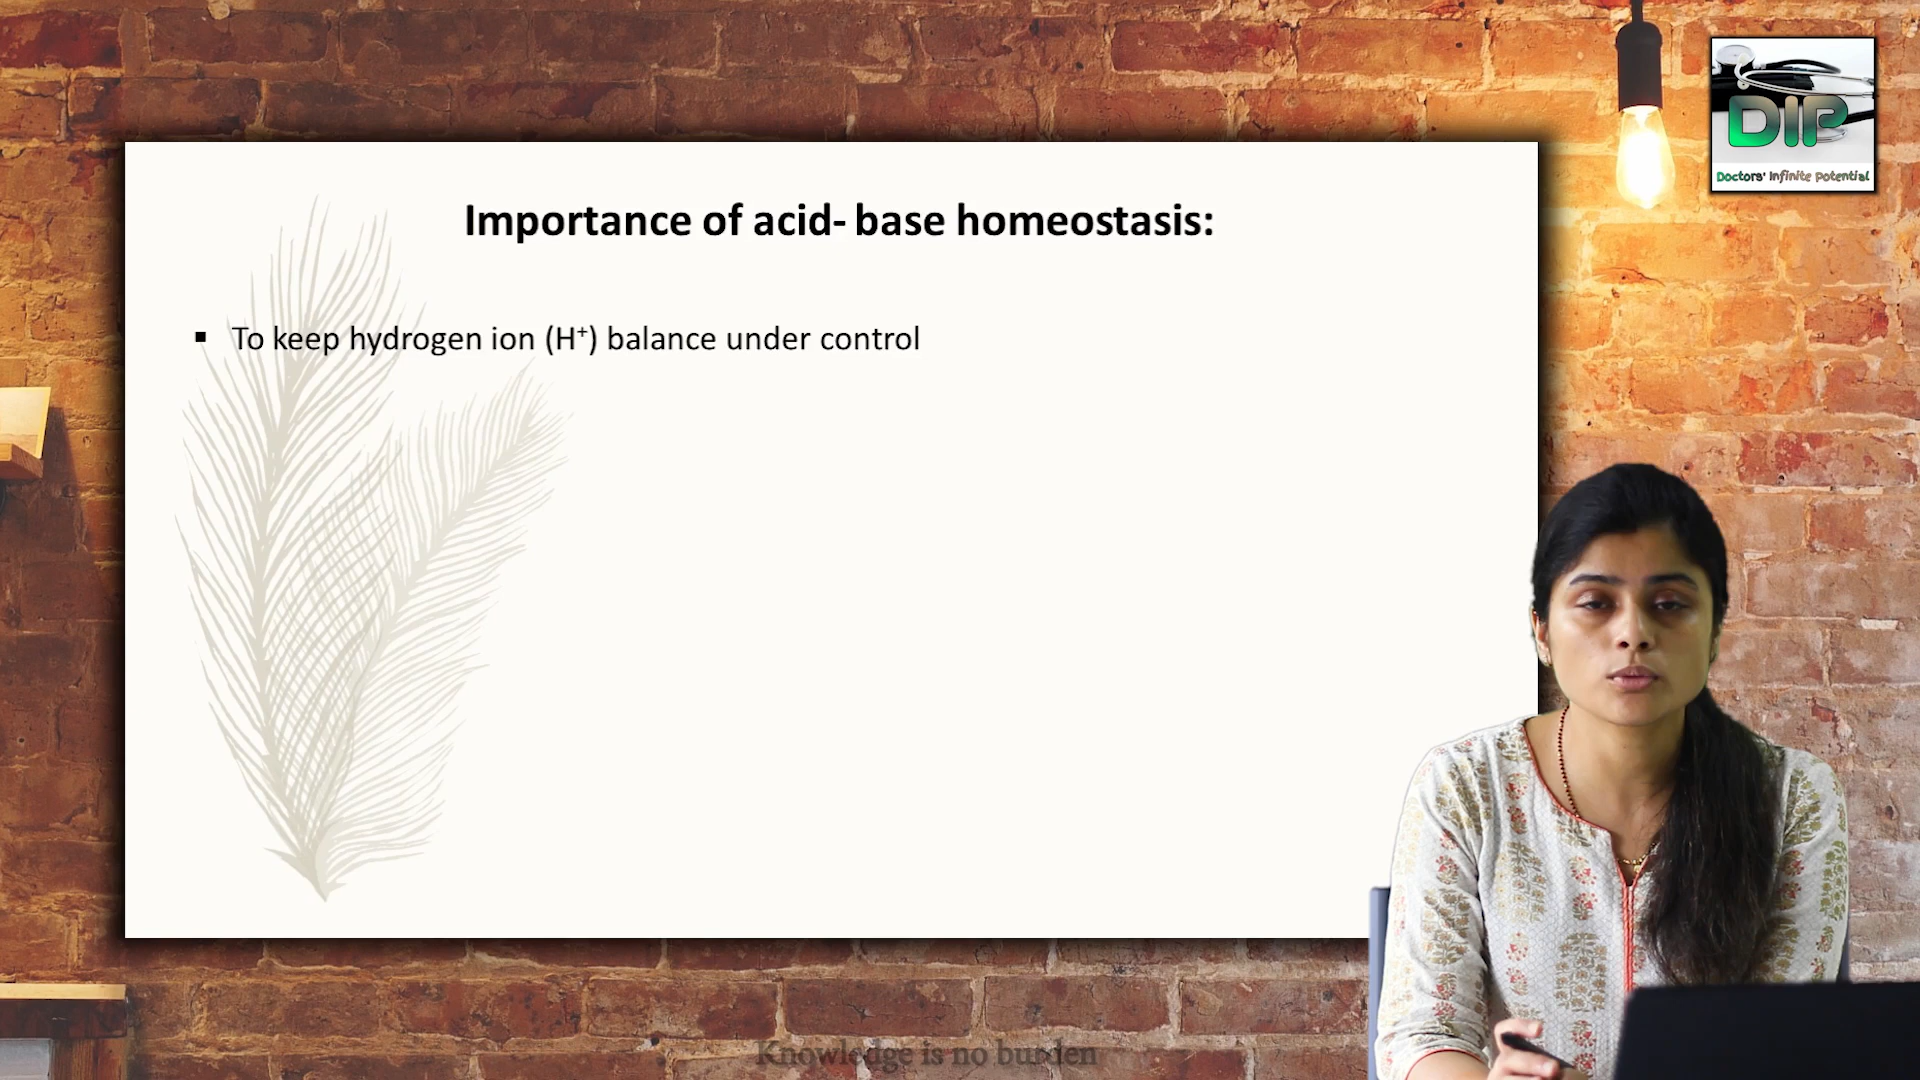 DIP
Doctors' Infinite Potential
Importance of acid- base homeostasis:
▪ To keep hydrogen ion (H⁺) balance under control
Knowledge is no burden